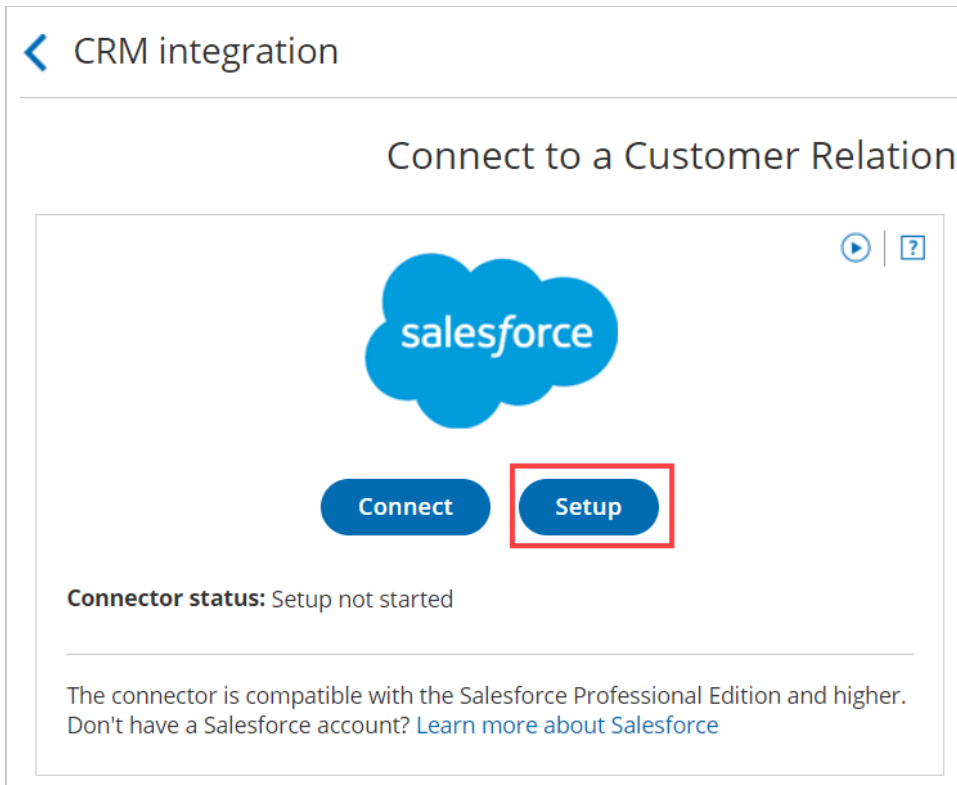 CRM integration
Connect to a Customer Relation
?
salesforce
Connect Setup
Connector status: Setup not started
The connector is compatible with the Salesforce Professional Edition and higher.
Don't have a Salesforce account? Learn more about Salesforce